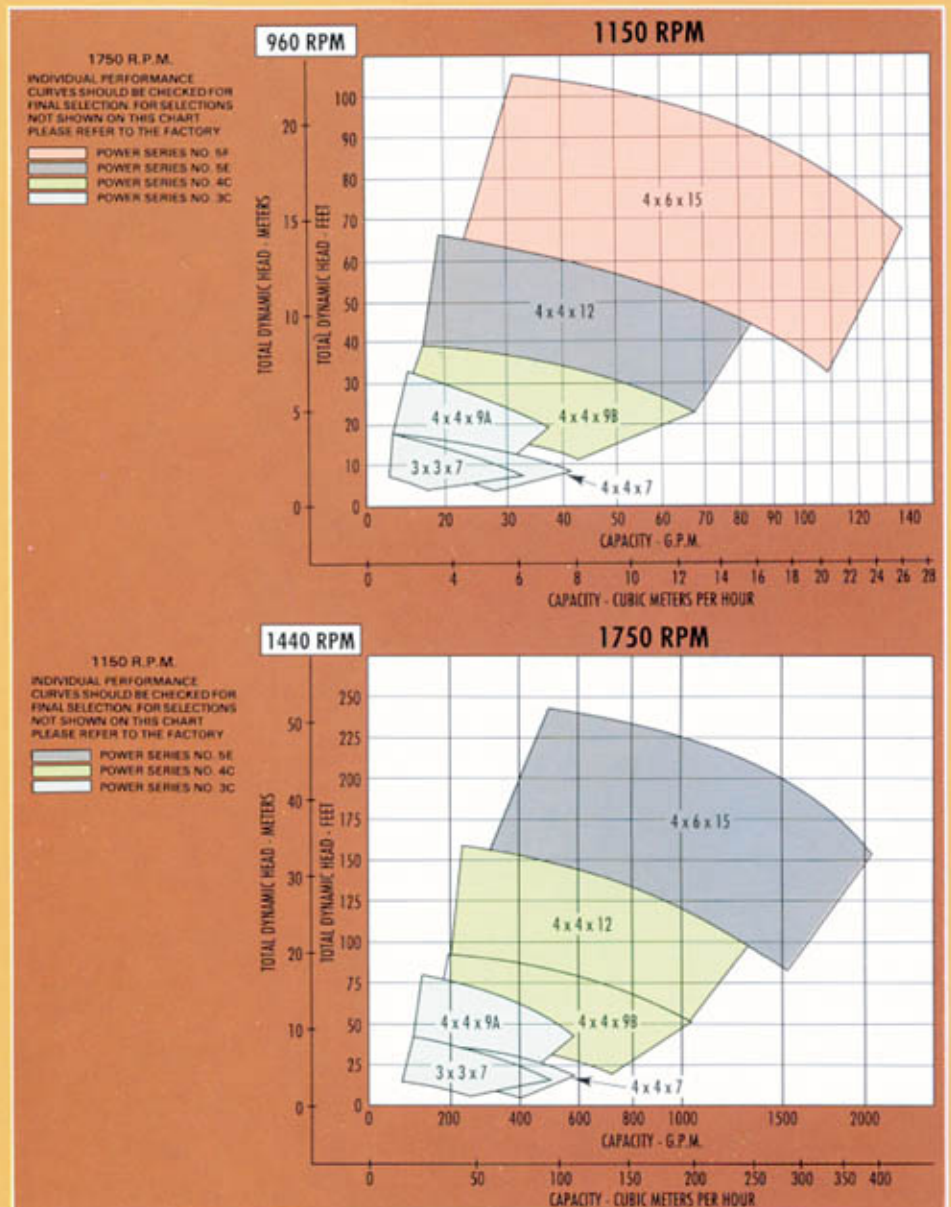 960 RPM
1150 RPM
1750 R.P.M.
INDIVIDUAL PERFORMANCE
CURVES SHOULD BE CHECKED FOR
FINAL SELECTION. FOR SELECTIONS
NOT SHOWN ON THIS CHART
PLEASE REFER TO THE FACTORY
POWER SERIES NO. 5F
POWER SERIES NO. 5E
POWER SERIES NO. 4C
POWER SERIES NO. 3C
TOTAL DYNAMIC HEAD - METERS
20
15
10
5
0
TOTAL DYNAMIC HEAD - FEET
100
90
80
70
60
50
40
30
20
10
0
4 x 6 x 15
4 x 4 x 12
4 x 4 x 9A
4 x 4 x 9B
3 x 3 x 7
4 x 4 x 7
0 20 30 40 50 60 70 80 90 100 120 140
CAPACITY - G.P.M.
0 4 6 8 10 12 14 16 18 20 22 24 26 28
CAPACITY - CUBIC METERS PER HOUR
1440 RPM
1750 RPM
1150 R.P.M.
INDIVIDUAL PERFORMANCE
CURVES SHOULD BE CHECKED FOR
FINAL SELECTION. FOR SELECTIONS
NOT SHOWN ON THIS CHART
PLEASE REFER TO THE FACTORY
POWER SERIES NO. 5E
POWER SERIES NO. 4C
POWER SERIES NO. 3C
TOTAL DYNAMIC HEAD - METERS
50
40
30
20
10
0
TOTAL DYNAMIC HEAD - FEET
250
225
200
175
150
125
100
75
50
25
0
4 x 6 x 15
4 x 4 x 12
4 x 4 x 9A
4 x 4 x 9B
3 x 3 x 7
4 x 4 x 7
0 200 400 600 800 1000 1500 2000
CAPACITY - G.P.M.
0 50 100 150 200 250 300 350 400
CAPACITY - CUBIC METERS PER HOUR